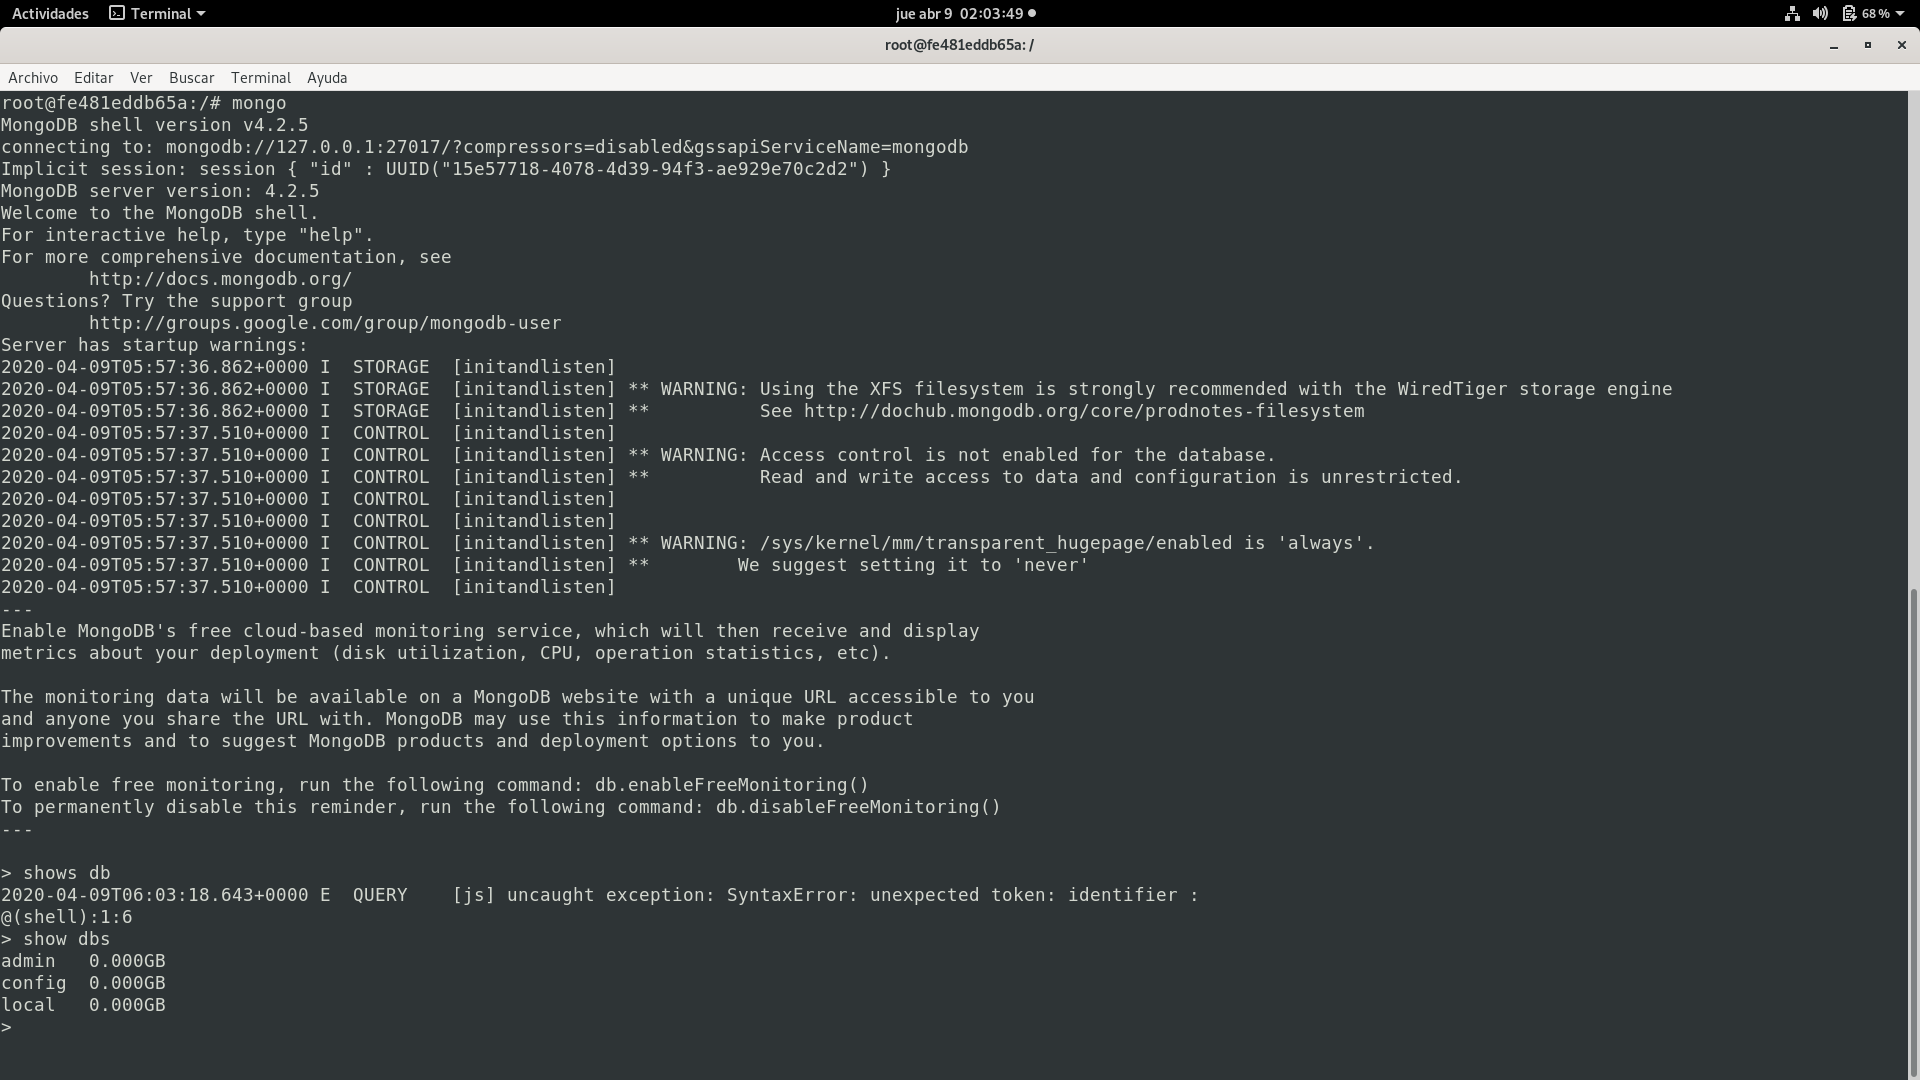 Actividades Terminal jue abr 9 02:03:49 68 %
root@fe481eddb65a: /
Archivo Editar Ver Buscar Terminal Ayuda
root@fe481eddb65a:/# mongo
MongoDB shell version v4.2.5
connecting to: mongodb://127.0.0.1:27017/?compressors=disabled&gssapiServiceName=mongodb
Implicit session: session { "id" : UUID("15e57718-4078-4d39-94f3-ae929e70c2d2") }
MongoDB server version: 4.2.5
Welcome to the MongoDB shell.
For interactive help, type "help".
For more comprehensive documentation, see
        http://docs.mongodb.org/
Questions? Try the support group
        http://groups.google.com/group/mongodb-user
Server has startup warnings:
2020-04-09T05:57:36.862+0000 I  STORAGE  [initandlisten]
2020-04-09T05:57:36.862+0000 I  STORAGE  [initandlisten] ** WARNING: Using the XFS filesystem is strongly recommended with the WiredTiger storage engine
2020-04-09T05:57:36.862+0000 I  STORAGE  [initandlisten] **          See http://dochub.mongodb.org/core/prodnotes-filesystem
2020-04-09T05:57:37.510+0000 I  CONTROL  [initandlisten]
2020-04-09T05:57:37.510+0000 I  CONTROL  [initandlisten] ** WARNING: Access control is not enabled for the database.
2020-04-09T05:57:37.510+0000 I  CONTROL  [initandlisten] **          Read and write access to data and configuration is unrestricted.
2020-04-09T05:57:37.510+0000 I  CONTROL  [initandlisten]
2020-04-09T05:57:37.510+0000 I  CONTROL  [initandlisten]
2020-04-09T05:57:37.510+0000 I  CONTROL  [initandlisten] ** WARNING: /sys/kernel/mm/transparent_hugepage/enabled is 'always'.
2020-04-09T05:57:37.510+0000 I  CONTROL  [initandlisten] **        We suggest setting it to 'never'
2020-04-09T05:57:37.510+0000 I  CONTROL  [initandlisten]
---
Enable MongoDB's free cloud-based monitoring service, which will then receive and display
metrics about your deployment (disk utilization, CPU, operation statistics, etc).

The monitoring data will be available on a MongoDB website with a unique URL accessible to you
and anyone you share the URL with. MongoDB may use this information to make product
improvements and to suggest MongoDB products and deployment options to you.

To enable free monitoring, run the following command: db.enableFreeMonitoring()
To permanently disable this reminder, run the following command: db.disableFreeMonitoring()
---

> shows db
2020-04-09T06:03:18.643+0000 E  QUERY    [js] uncaught exception: SyntaxError: unexpected token: identifier :
@(shell):1:6
> show dbs
admin   0.000GB
config  0.000GB
local   0.000GB
>